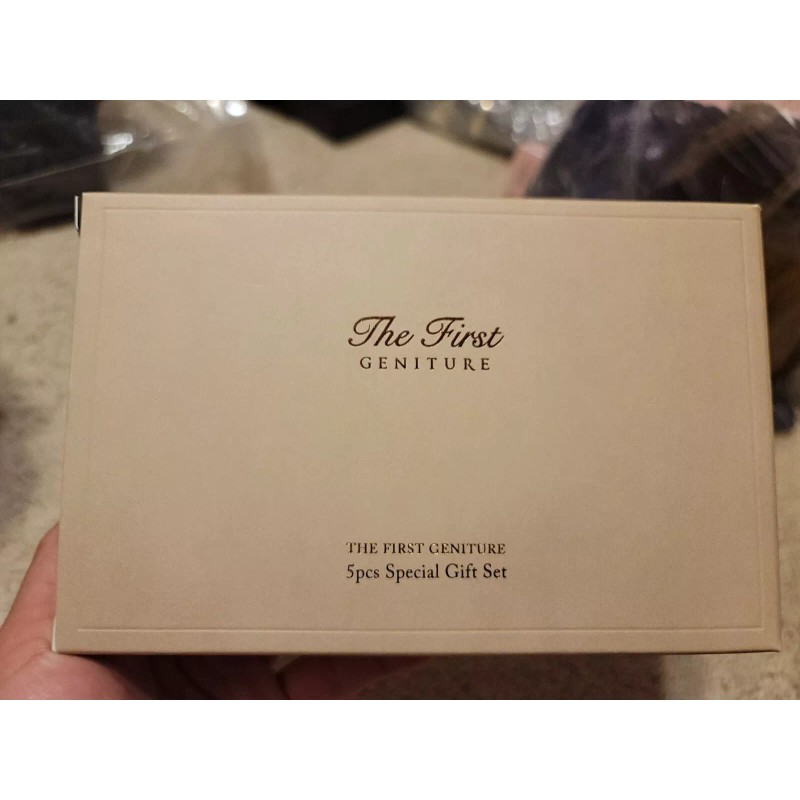 The First
GENITURE
THE FIRST GENITURE
5pcs Special Gift Set